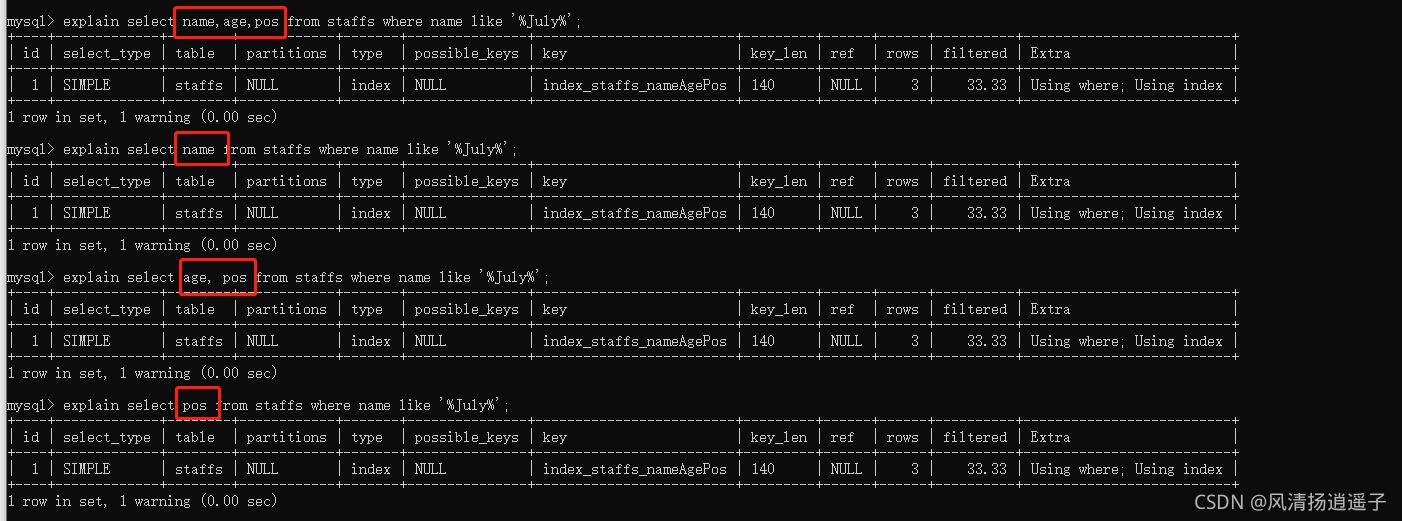 mysql> explain select name,age,pos from staffs where name like '%July%';
| id | select_type | table | partitions | type | possible_keys | key | key_len | ref | rows | filtered | Extra |
| 1 | SIMPLE | staffs | NULL | index | NULL | index_staffs_nameAgePos | 140 | NULL | 3 | 33.33 | Using where; Using index |
1 row in set, 1 warning (0.00 sec)
mysql> explain select name from staffs where name like '%July%';
| id | select_type | table | partitions | type | possible_keys | key | key_len | ref | rows | filtered | Extra |
| 1 | SIMPLE | staffs | NULL | index | NULL | index_staffs_nameAgePos | 140 | NULL | 3 | 33.33 | Using where; Using index |
1 row in set, 1 warning (0.00 sec)
mysql> explain select age, pos from staffs where name like '%July%';
| id | select_type | table | partitions | type | possible_keys | key | key_len | ref | rows | filtered | Extra |
| 1 | SIMPLE | staffs | NULL | index | NULL | index_staffs_nameAgePos | 140 | NULL | 3 | 33.33 | Using where; Using index |
1 row in set, 1 warning (0.00 sec)
mysql> explain select pos from staffs where name like '%July%';
| id | select_type | table | partitions | type | possible_keys | key | key_len | ref | rows | filtered | Extra |
| 1 | SIMPLE | staffs | NULL | index | NULL | index_staffs_nameAgePos | 140 | NULL | 3 | 33.33 | Using where; Using index |
1 row in set, 1 warning (0.00 sec)
CSDN @风清扬逍遥子